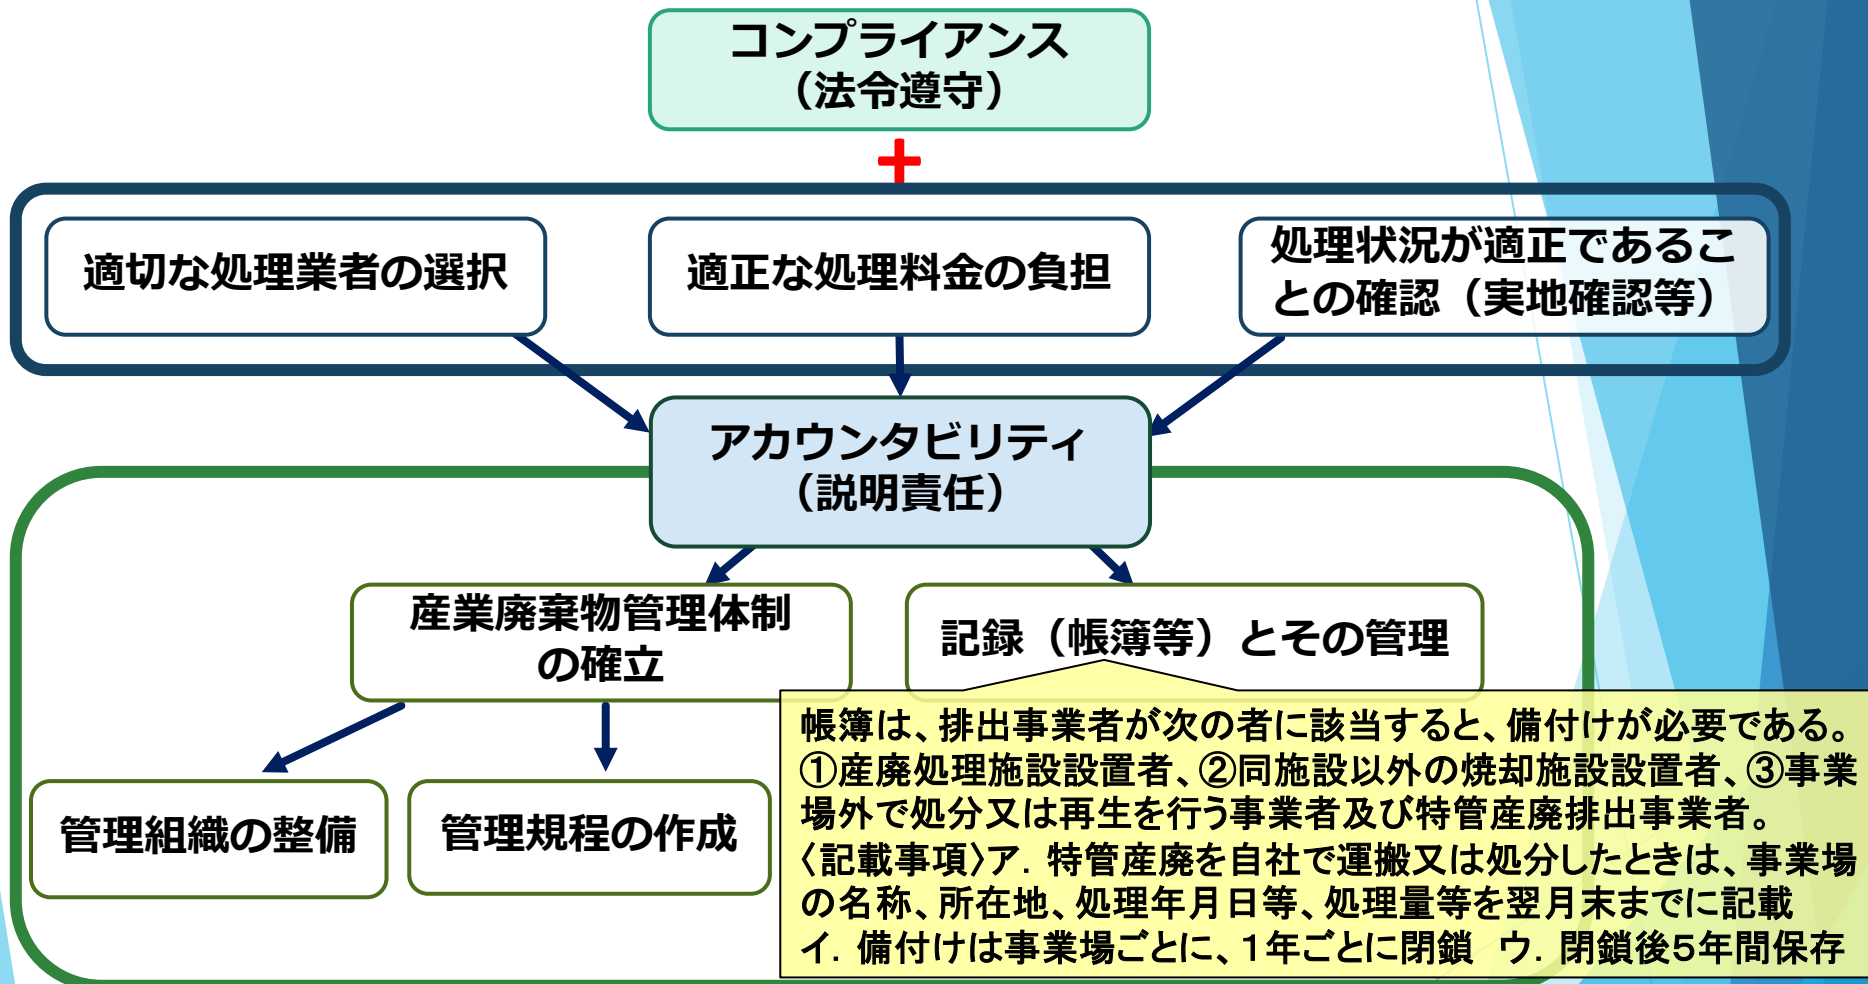 コンプライアンス
（法令遵守）
+
適切な処理業者の選択
適正な処理料金の負担
処理状況が適正であるこ
との確認（実地確認等）
アカウンタビリティ
（説明責任）
産業廃棄物管理体制
の確立
記録（帳簿等）とその管理
管理組織の整備
管理規程の作成
帳簿は、排出事業者が次の者に該当すると、備付けが必要である。
①産廃処理施設設置者、②同施設以外の焼却施設設置者、③事業
場外で処分又は再生を行う事業者及び特管産廃排出事業者。
〈記載事項〉ア．特管産廃を自社で運搬又は処分したときは、事業場
の名称、所在地、処理年月日等、処理量等を翌月末までに記載
イ．備付けは事業場ごとに、１年ごとに閉鎖　ウ．閉鎖後５年間保存